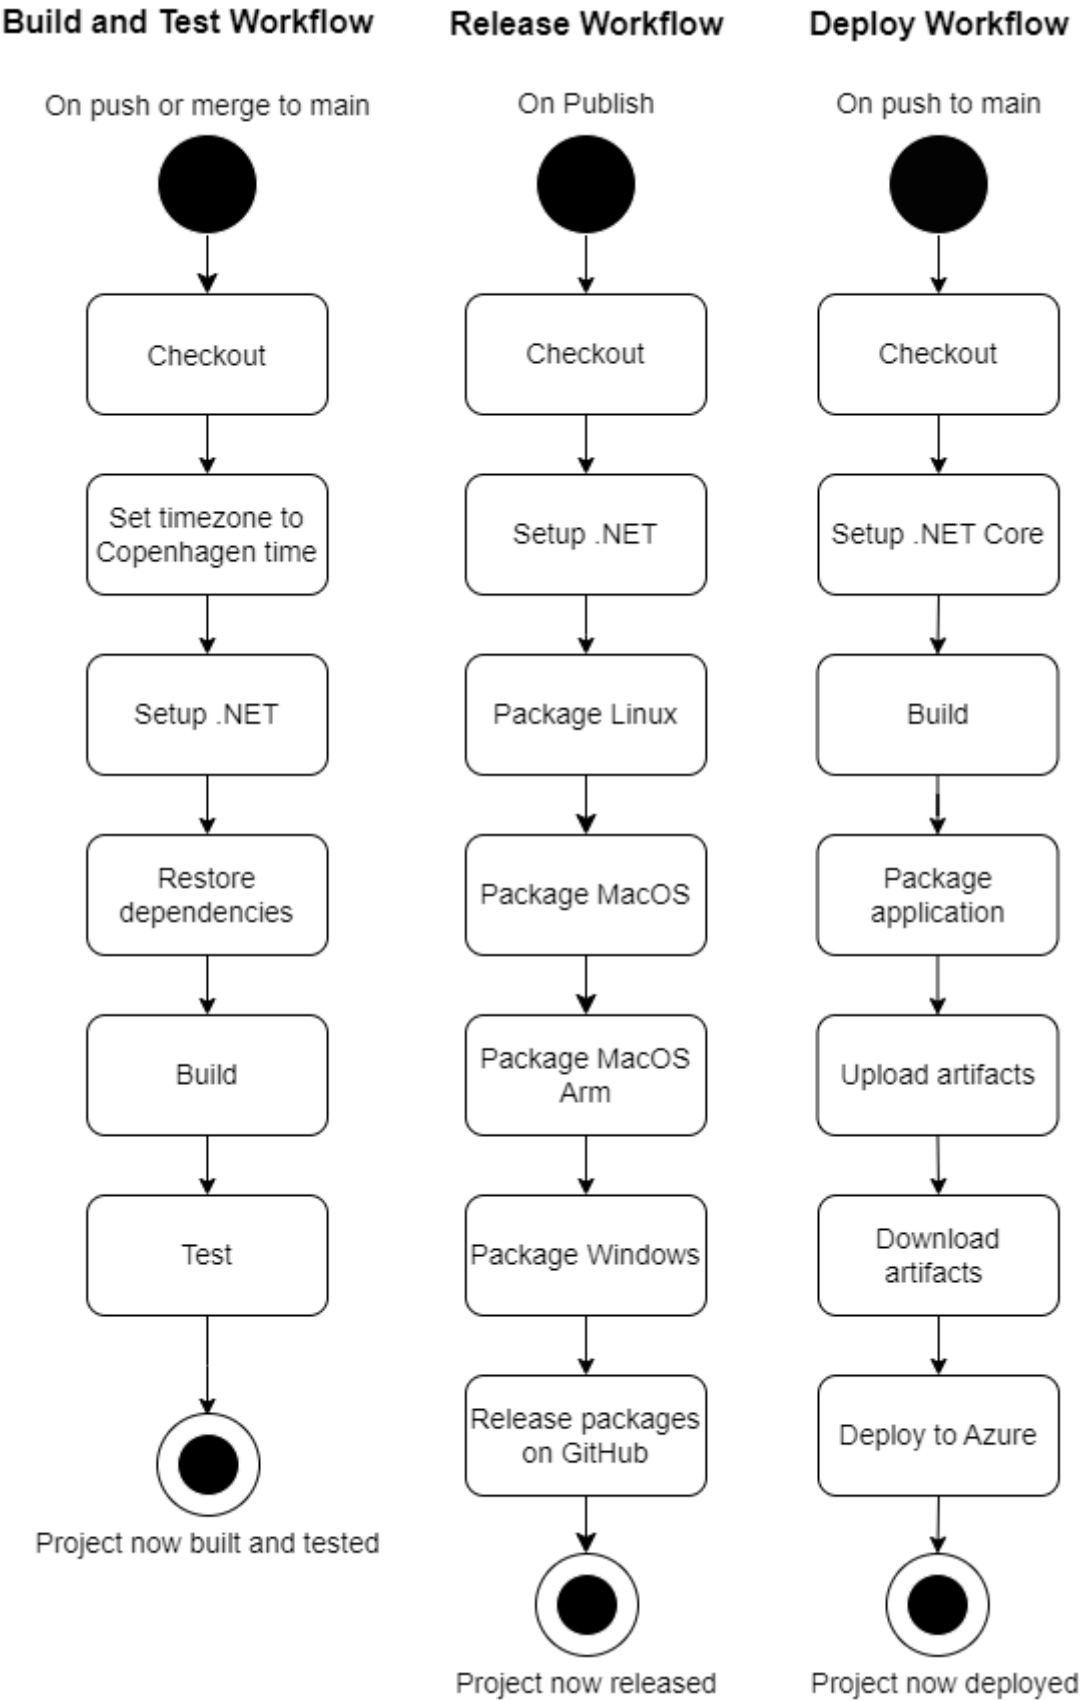 Build and Test Workflow
On push or merge to main
Checkout
Set timezone to
Copenhagen time
Setup .NET
Restore
dependencies
Build
Test
Project now built and tested
Release Workflow
On Publish
Checkout
Setup .NET
Package Linux
Package MacOS
Package MacOS
Arm
Package Windows
Release packages
on GitHub
Project now released
Deploy Workflow
On push to main
Checkout
Setup .NET Core
Build
Package
application
Upload artifacts
Download
artifacts
Deploy to Azure
Project now deployed